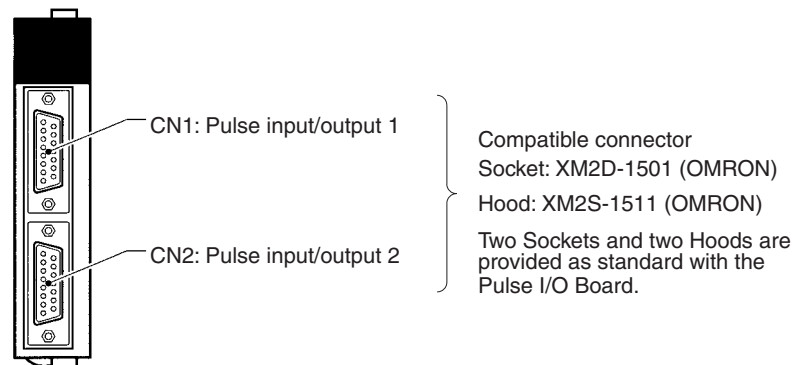 CN1: Pulse input/output 1
CN2: Pulse input/output 2
Compatible connector
Socket: XM2D-1501 (OMRON)
Hood: XM2S-1511 (OMRON)
Two Sockets and two Hoods are
provided as standard with the
Pulse I/O Board.